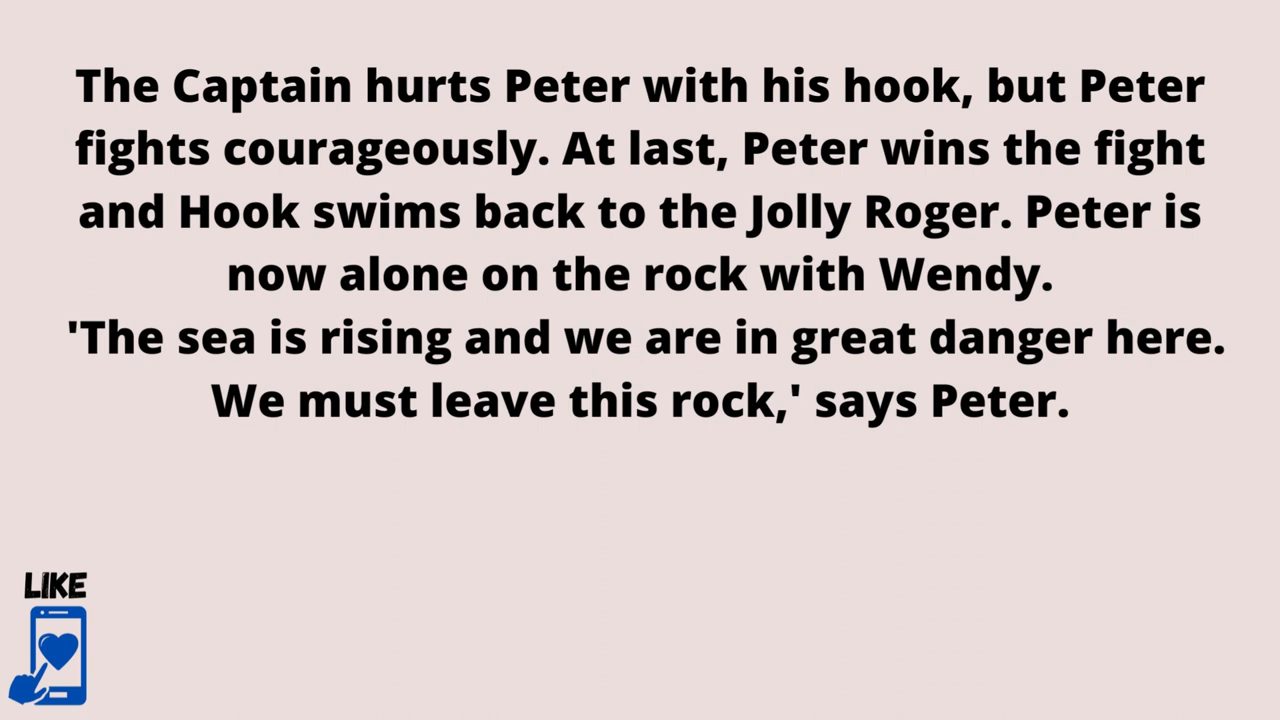 The Captain hurts Peter with his hook, but Peter
fights courageously. At last, Peter wins the fight
and Hook swims back to the Jolly Roger. Peter is
now alone on the rock with Wendy.
'The sea is rising and we are in great danger here.
We must leave this rock,' says Peter.
LIKE